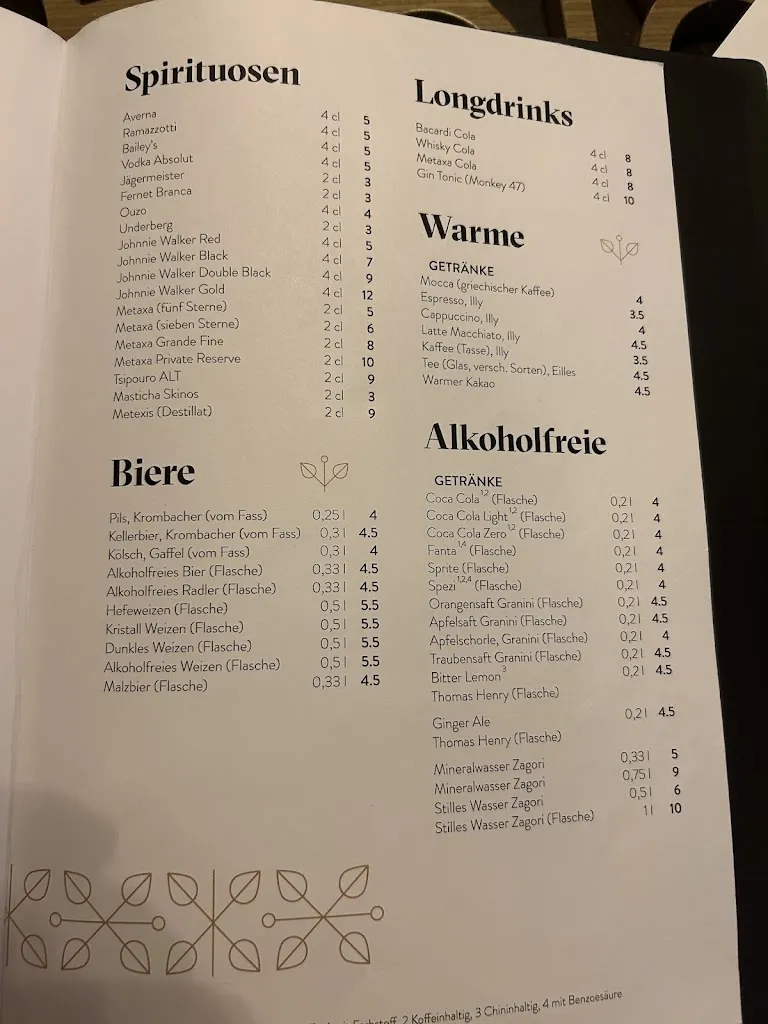 Spirituosen
Averna 4 cl 5
Ramazzotti 4 cl 5
Bailey's 4 cl 5
Vodka Absolut 4 cl 5
Jägermeister 2 cl 3
Fernet Branca 2 cl 3
Ouzo 4 cl 4
Underberg 2 cl 3
Johnnie Walker Red 4 cl 5
Johnnie Walker Black 4 cl 7
Johnnie Walker Double Black 4 cl 9
Johnnie Walker Gold 4 cl 12
Metaxa (fünf Sterne) 2 cl 5
Metaxa (sieben Sterne) 2 cl 6
Metaxa Grande Fine 2 cl 8
Metaxa Private Reserve 2 cl 10
Tsipouro ALT 2 cl 9
Masticha Skinos 2 cl 3
Metexis (Destillat) 2 cl 9
Biere
Pils, Krombacher (vom Fass) 0,25 l 4
Kellerbier, Krombacher (vom Fass) 0,3 l 4.5
Kölsch, Gaffel (vom Fass) 0,3 l 4
Alkoholfreies Bier (Flasche) 0,33 l 4.5
Alkoholfreies Radler (Flasche) 0,33 l 4.5
Hefeweizen (Flasche) 0,5 l 5.5
Kristall Weizen (Flasche) 0,5 l 5.5
Dunkles Weizen (Flasche) 0,5 l 5.5
Alkoholfreies Weizen (Flasche) 0,5 l 5.5
Malzbier (Flasche) 0,33 l 4.5
Longdrinks
Bacardi Cola 4 cl 8
Whisky Cola 4 cl 8
Metaxa Cola 4 cl 8
Gin Tonic (Monkey 47) 4 cl 10
Warme
GETRÄNKE
Mocca (griechischer Kaffee) 4
Espresso, Illy 3.5
Cappuccino, Illy 4
Latte Macchiato, Illy 4.5
Kaffee (Tasse), Illy 3.5
Tee (Glas, versch. Sorten), Eilles 4.5
Warmer Kakao 4.5
Alkoholfreie
GETRÄNKE
Coca Cola1,2 (Flasche) 0,2 l 4
Coca Cola Light1,2 (Flasche) 0,2 l 4
Coca Cola Zero1,2 (Flasche) 0,2 l 4
Fanta1,4 (Flasche) 0,2 l 4
Sprite (Flasche) 0,2 l 4
Spezi1,2,4 (Flasche) 0,2 l 4
Orangensaft Granini (Flasche) 0,2 l 4.5
Apfelsaft Granini (Flasche) 0,2 l 4.5
Apfelschorle, Granini (Flasche) 0,2 l 4
Traubensaft Granini (Flasche) 0,2 l 4.5
Bitter Lemon3 0,2 l 4.5
Thomas Henry (Flasche)
Ginger Ale 0,2 l 4.5
Thomas Henry (Flasche)
Mineralwasser Zagori 0,33 l 5
Mineralwasser Zagori 0,75 l 9
Stilles Wasser Zagori 0,5 l 6
Stilles Wasser Zagori (Flasche) 1 l 10
2 Koffeinhaltig, 3 Chininhaltig, 4 mit Benzoesäure